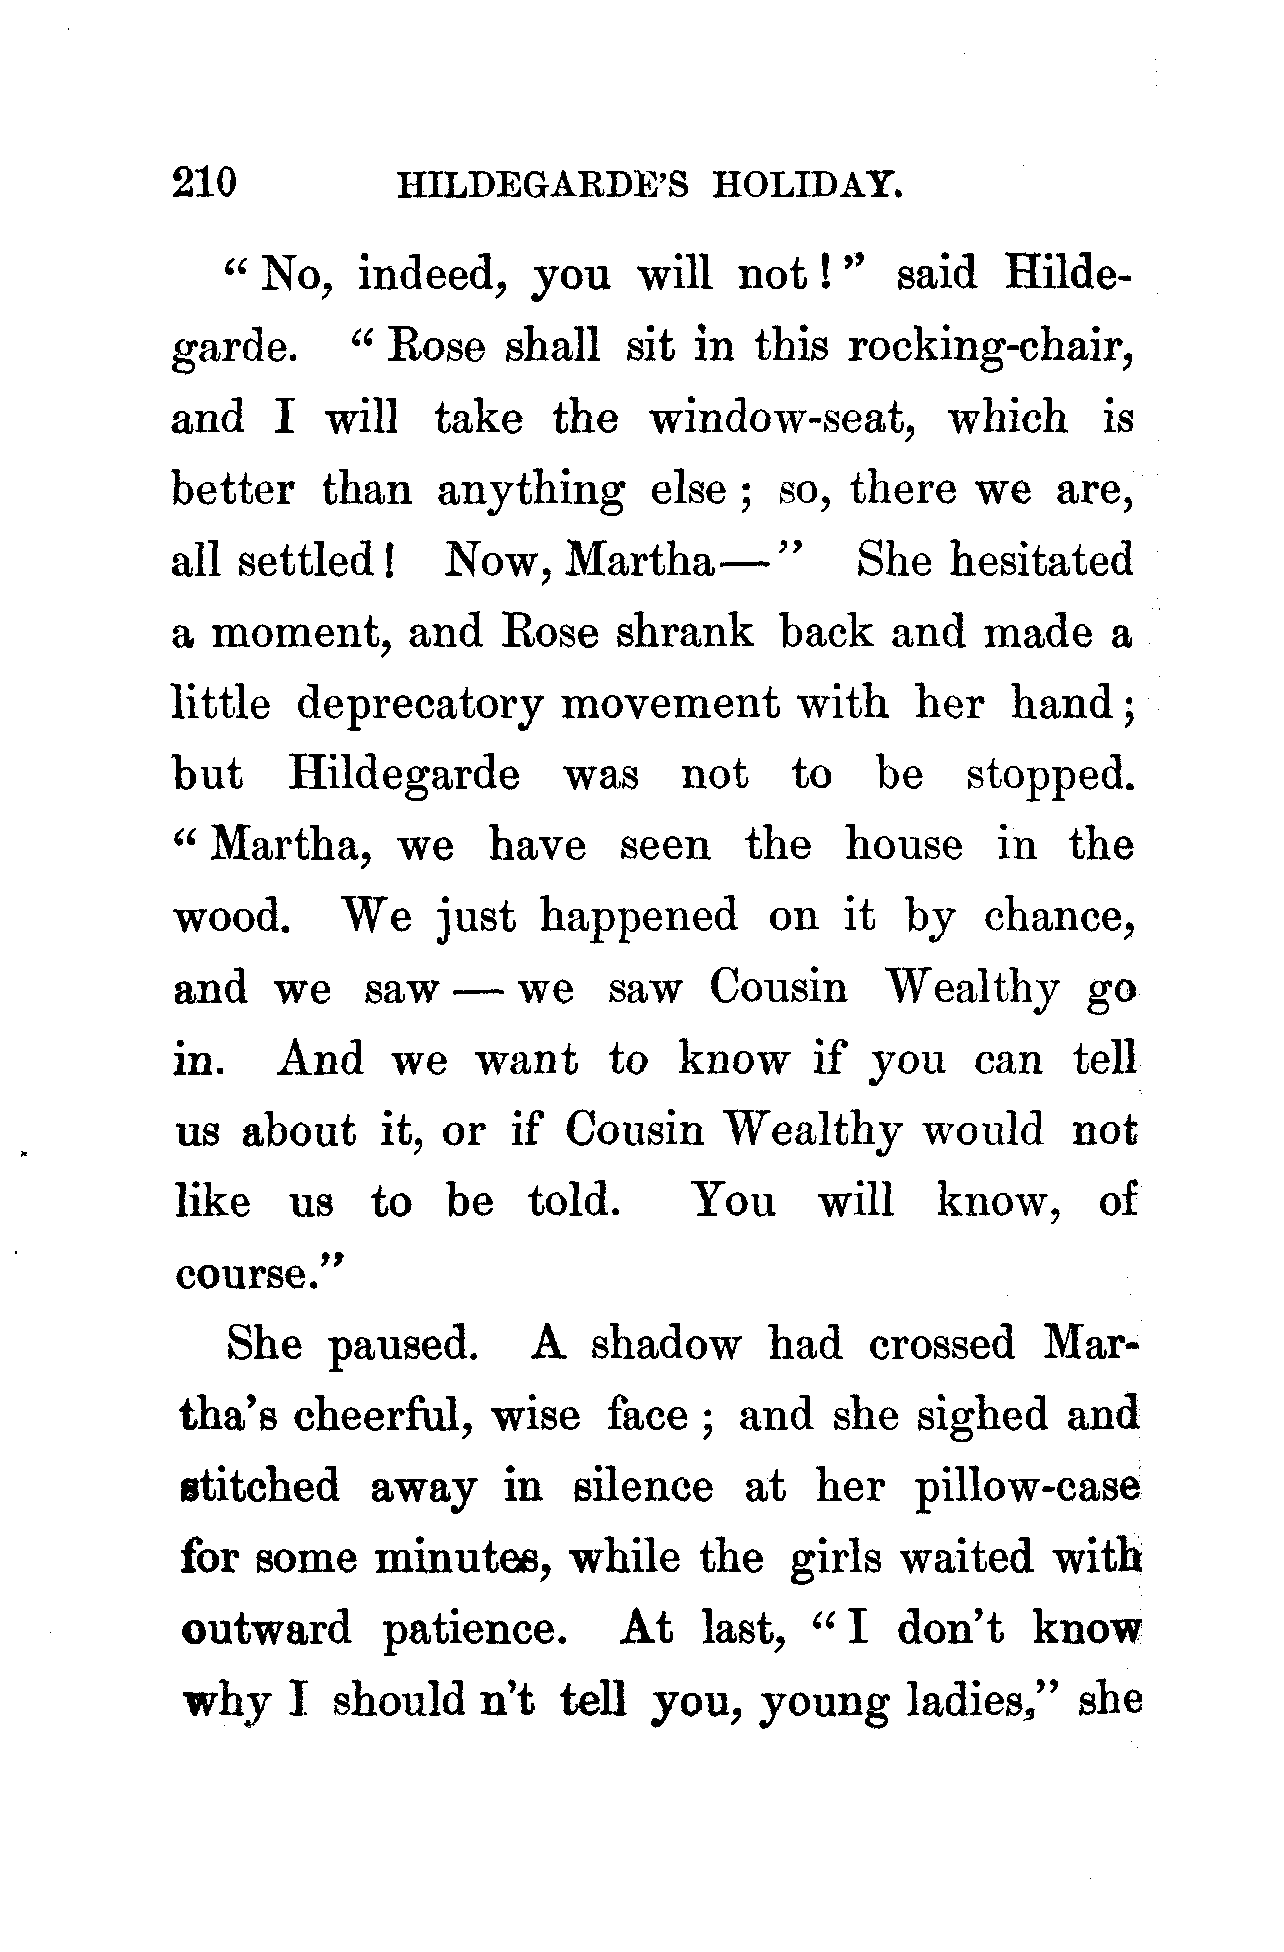 210 HILDEGARDE'S HOLIDAY.
“ No, indeed, you will not ! ” said Hilde-
garde. “ Rose shall sit in this rocking-chair,
and I will take the window-seat, which is
better than anything else ; so, there we are,
all settled ! Now, Martha— ” She hesitated
a moment, and Rose shrank back and made a
little deprecatory movement with her hand ;
but Hildegarde was not to be stopped.
“ Martha, we have seen the house in the
wood. We just happened on it by chance,
and we saw — we saw Cousin Wealthy go
in. And we want to know if you can tell
us about it, or if Cousin Wealthy would not
like us to be told. You will know, of
course.”
She paused. A shadow had crossed Mar-
tha's cheerful, wise face ; and she sighed and
stitched away in silence at her pillow-case
for some minutes, while the girls waited with
outward patience. At last, “ I don't know
why I should n't tell you, young ladies,” she